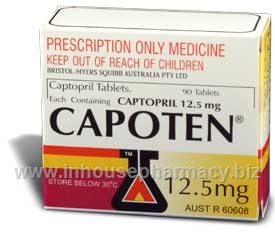 PRESCRIPTION ONLY MEDICINE
KEEP OUT OF REACH OF CHILDREN
BRISTOL-MYERS SQUIBB AUSTRALIA PTY LTD
Captopril Tablets. 90 Tablets
Each Containing CAPTOPRIL 12.5 mg
CAPOTEN®
www.inhousepharmacy.biz
STORE BELOW 30°C
12.5mg
AUST R 60608